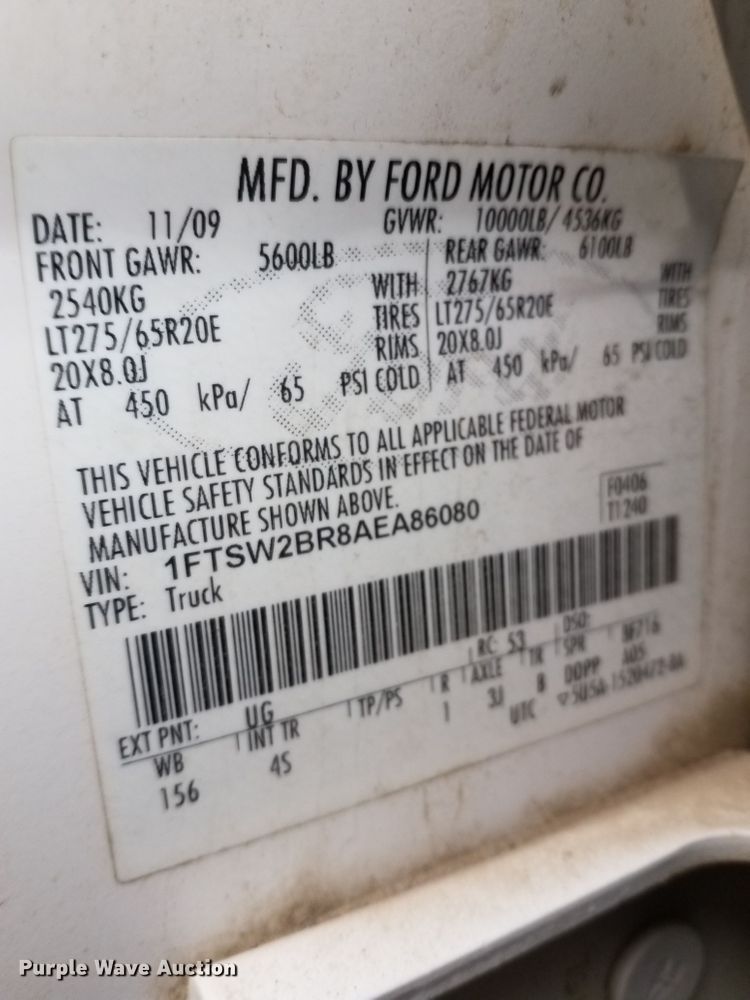 MFD. BY FORD MOTOR CO.
DATE: 11/09 GVWR: 10000LB/ 4536KG
FRONT GAWR: 5600LB REAR GAWR: 6100LB
2540KG WITH 2767KG WITH
LT275/65R20E TIRES LT275/65R20E TIRES
20X8.0J RIMS 20X8.0J RIMS
AT 450 kPa/ 65 PSI COLD AT 450 kPa/ 65 PSI COLD
THIS VEHICLE CONFORMS TO ALL APPLICABLE FEDERAL MOTOR
VEHICLE SAFETY STANDARDS IN EFFECT ON THE DATE OF
MANUFACTURE SHOWN ABOVE.
F0406
T1240
VIN: 1FTSW2BR8AEA86080
TYPE: Truck
EXT PNT: UG RC: 53 DSO:
WB INT TR TP/PS R AXLE TR SPR
156 4S 1 3J 8 DDPP
UTC
Purple Wave Auction